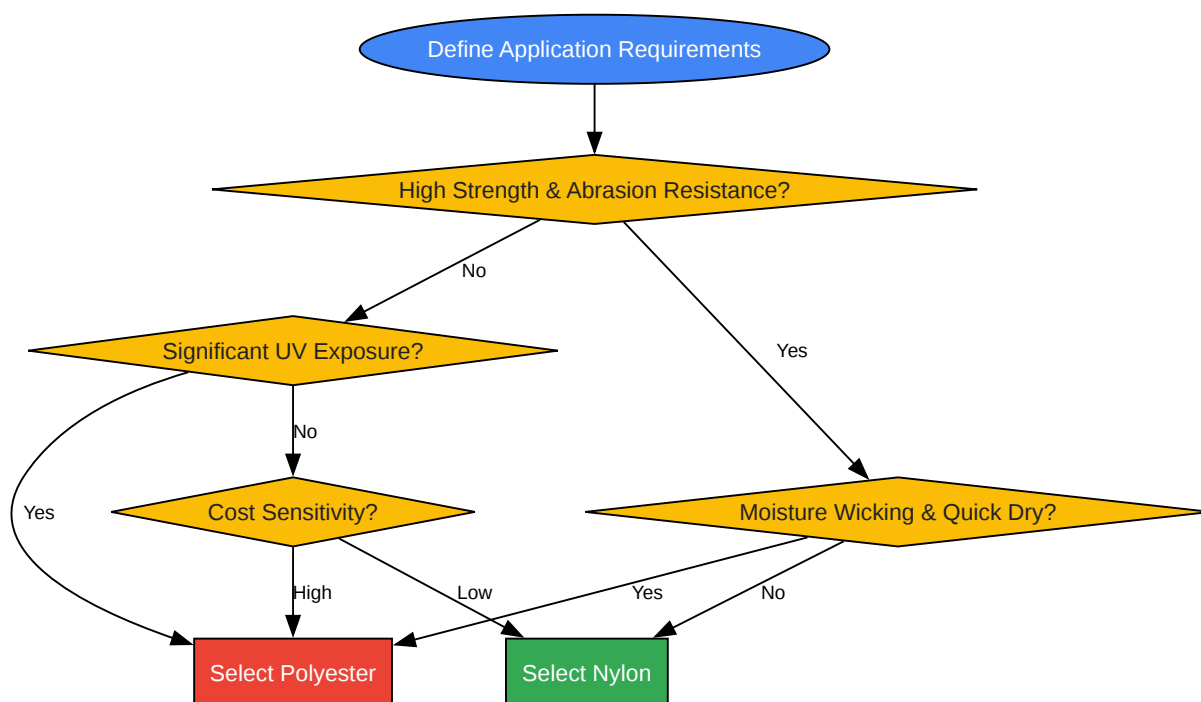 Define Application Requirements
High Strength & Abrasion Resistance?
No
Yes
Significant UV Exposure?
No
Yes
Cost Sensitivity?
Moisture Wicking & Quick Dry?
High
Low
Yes
No
Select Polyester
Select Nylon